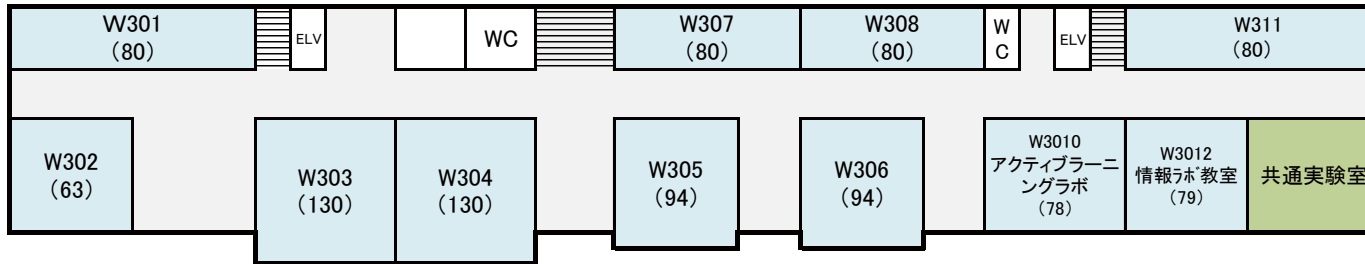 W301
（80）
ELV
WC
W307
（80）
W308
（80）
W
C
ELV
W311
（80）
W302
（63）
W303
（130）
W304
（130）
W305
（94）
W306
（94）
W3010
アクティブラーニ
ングラボ
（78）
W3012
情報ﾗﾎﾞ教室
（79）
共通実験室